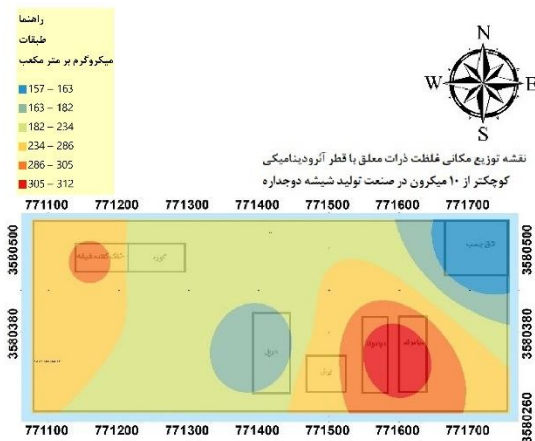 راهنما
طبقات
میکروگرم بر متر مکعب
157 – 163
163 – 182
182 – 234
234 – 286
286 – 305
305 – 312
N
W E
S
نقشه توزیع مکانی غلظت ذرات معلق با قطر آئرودینامیکی
کوچکتر از ۱۰ میکرون در صنعت تولید شیشه دوجداره
771100 771200 771300 771400 771500 771600 771700
3580500 3580500
کوره
3580380 3580380
3580260 3580260
771100 771200 771300 771400 771500 771600 771700